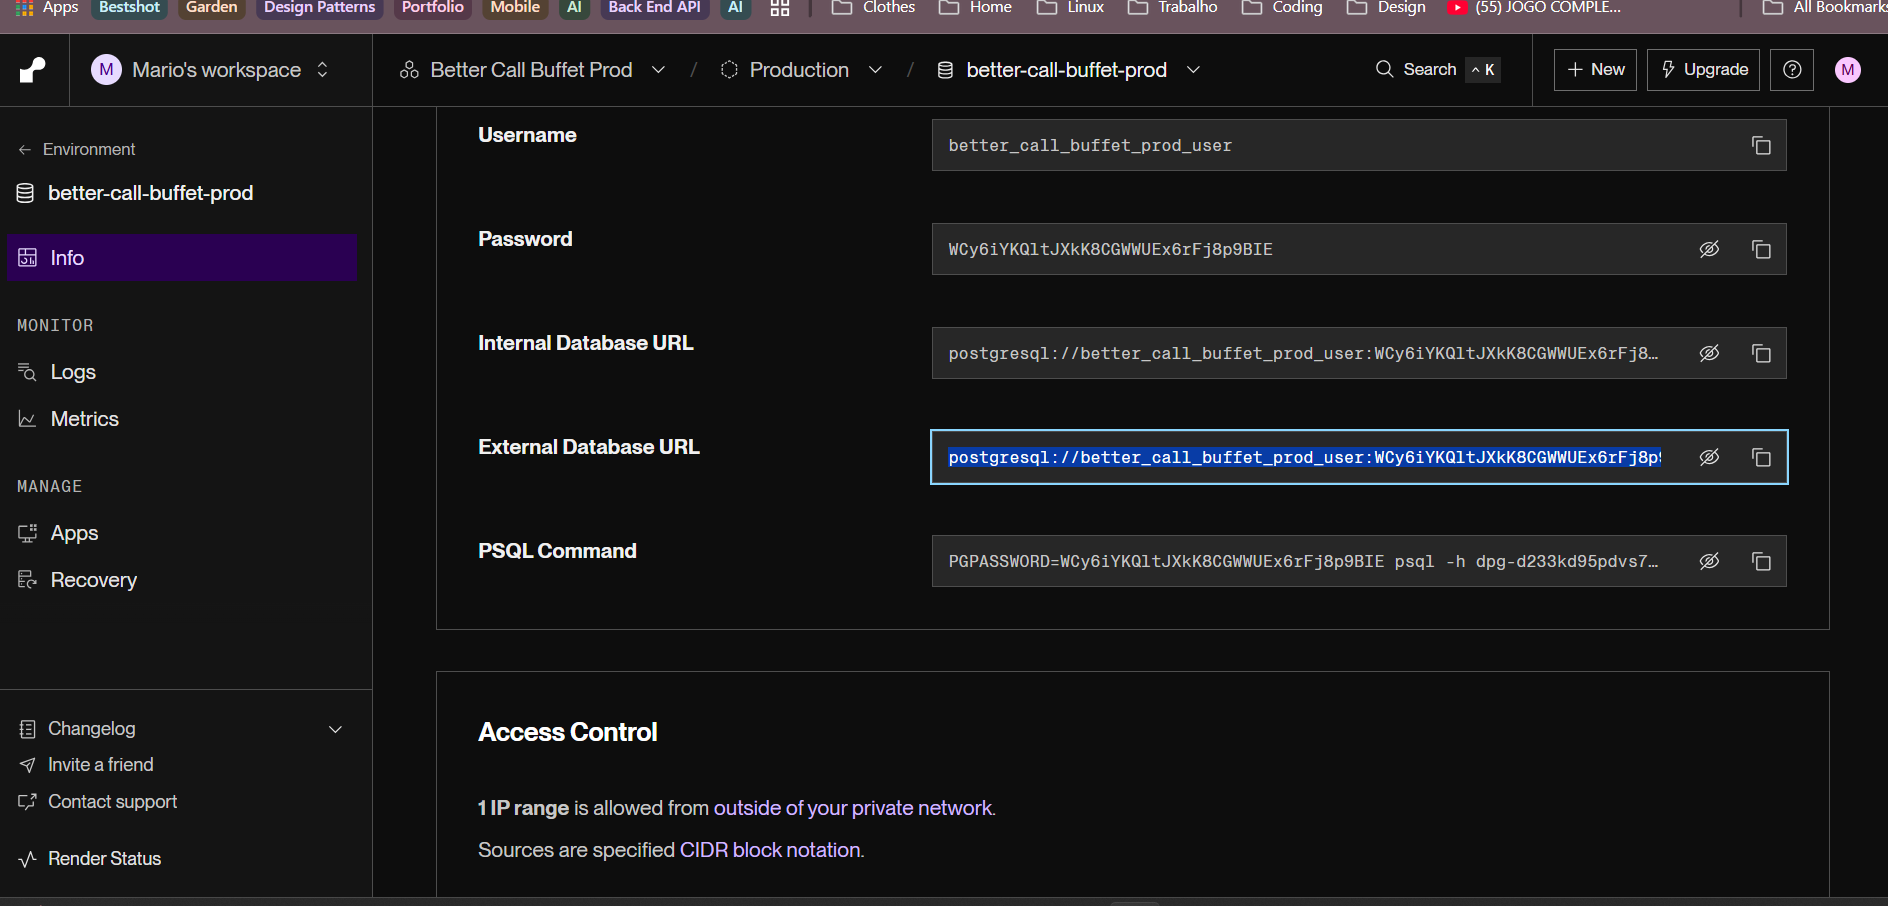 Apps Bestshot Garden Design Patterns Portfolio Mobile AI Back End API AI Clothes Home Linux Trabalho Coding Design (55) JOGO COMPLE... All Bookmarks
M Mario's workspace Better Call Buffet Prod / Production / better-call-buffet-prod Search ^ K + New Upgrade M
Environment
better-call-buffet-prod
Info
MONITOR
Logs
Metrics
MANAGE
Apps
Recovery
Changelog
Invite a friend
Contact support
Render Status
Username
better_call_buffet_prod_user
Password
WCy6iYKQltJXkK8CGWWUEx6rFj8p9BIE
Internal Database URL
postgresql://better_call_buffet_prod_user:WCy6iYKQltJXkK8CGWWUEx6rFj8…
External Database URL
postgresql://better_call_buffet_prod_user:WCy6iYKQltJXkK8CGWWUEx6rFj8p9
PSQL Command
PGPASSWORD=WCy6iYKQltJXkK8CGWWUEx6rFj8p9BIE psql -h dpg-d233kd95pdvs7…
Access Control
1 IP range is allowed from outside of your private network.
Sources are specified CIDR block notation.